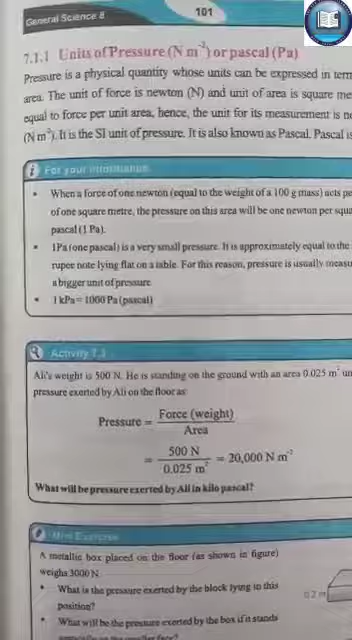 General Science 8
101
7.1.1 Units of Pressure (N m⁻²) or pascal (Pa)
Pressure is a physical quantity whose units can be expressed in
area. The unit of force is newton (N) and unit of area is square
equal to force per unit area, hence, the unit for its measurement is
(N m⁻²). It is the SI unit of pressure. It is also known as Pascal. Pascal
For your information
• When a force of one newton (equal to the weight of a 100 g mass) acts
of one square metre, the pressure on this area will be one newton per
pascal (1 Pa).
• 1Pa (one pascal) is a very small pressure. It is approximately equal to the
rupee note lying flat on a table. For this reason, pressure is usually
a bigger unit of pressure
• 1 kPa = 1000 Pa (pascal)
Activity 7.3
Ali's weight is 500 N. He is standing on the ground with an area 0.025 m²
pressure exerted by Ali on the floor as:
Pressure = Force (weight)
Area
= 500 N = 20,000 N m⁻²
0.025 m²
What will be pressure exerted by Ali in kilo pascal?
Mini Exercise
A metallic box placed on the floor (as shown in figure)
weighs 3000 N
• What is the pressure exerted by the block lying in this
position?
0.2 m
• What will be the pressure exerted by the box if it stands